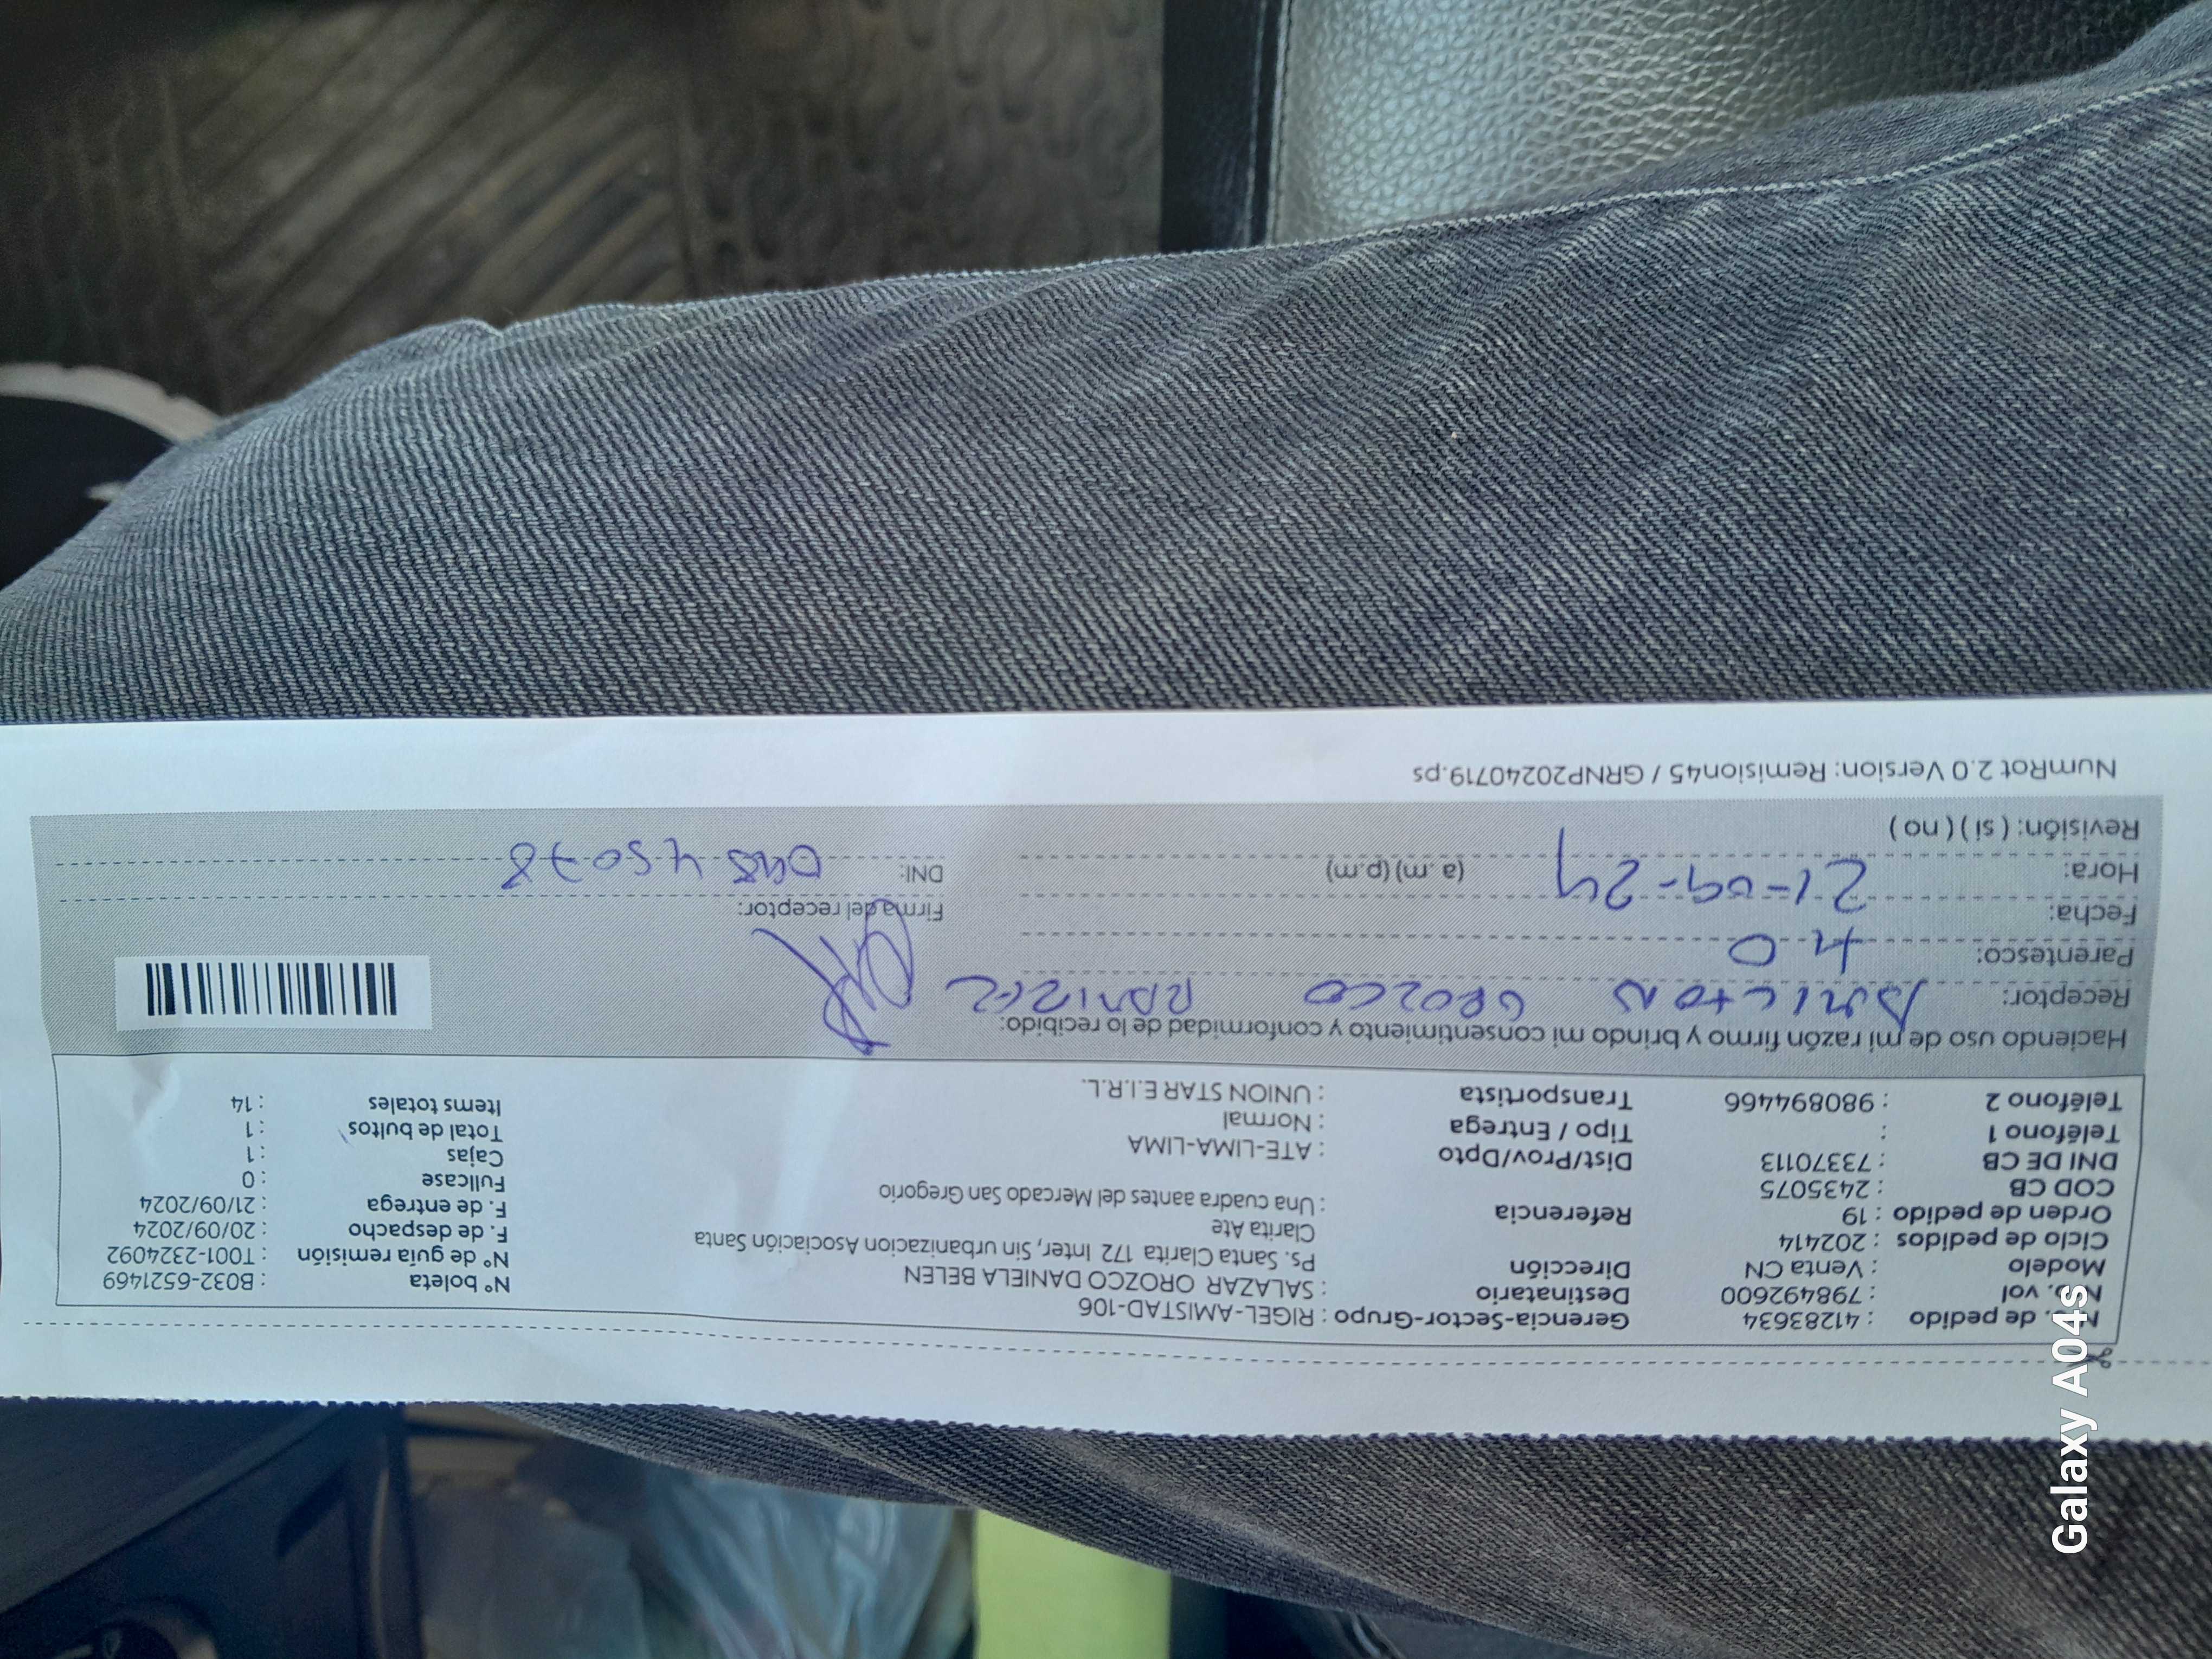 N°. de pedido : 41283634 Gerencia-Sector-Grupo : RIGEL-AMISTAD-106 N° boleta : B032-6521469
N°. vol : 798492600 Destinatario : SALAZAR OROZCO DANIELA BELEN N° de guía remisión : T001-2324092
Modelo : Venta CN Dirección : Ps. Santa Clarita 172 Inter, Sin urbanizacion Asociación Santa Clarita Ate F. de despacho : 20/09/2024
Ciclo de pedidos : 202414 F. de entrega : 21/09/2024
Orden de pedido : 19 Referencia : Una cuadra aantes del Mercado San Gregorio Fullcase : 0
COD CB : 2435075 Cajas : 1
DNI DE CB : 73370113 Dist/Prov/Dpto : ATE-LIMA-LIMA Total de bultos : 1
Teléfono 1 : Tipo / Entrega : Normal Items totales : 14
Teléfono 2 : 980894466 Transportista : UNION STAR E.I.R.L.
Haciendo uso de mi razón firmo y brindo mi consentimiento y conformidad de lo recibido:
Receptor: OROZCO
Parentesco:
Fecha: 21-09-24 Firma del receptor:
Hora: (a .m) (p.m) DNI:
Revisión: ( si ) ( no )
NumRot 2.0 Version: Remision45 / GRNP20240719.ps
Galaxy A04s